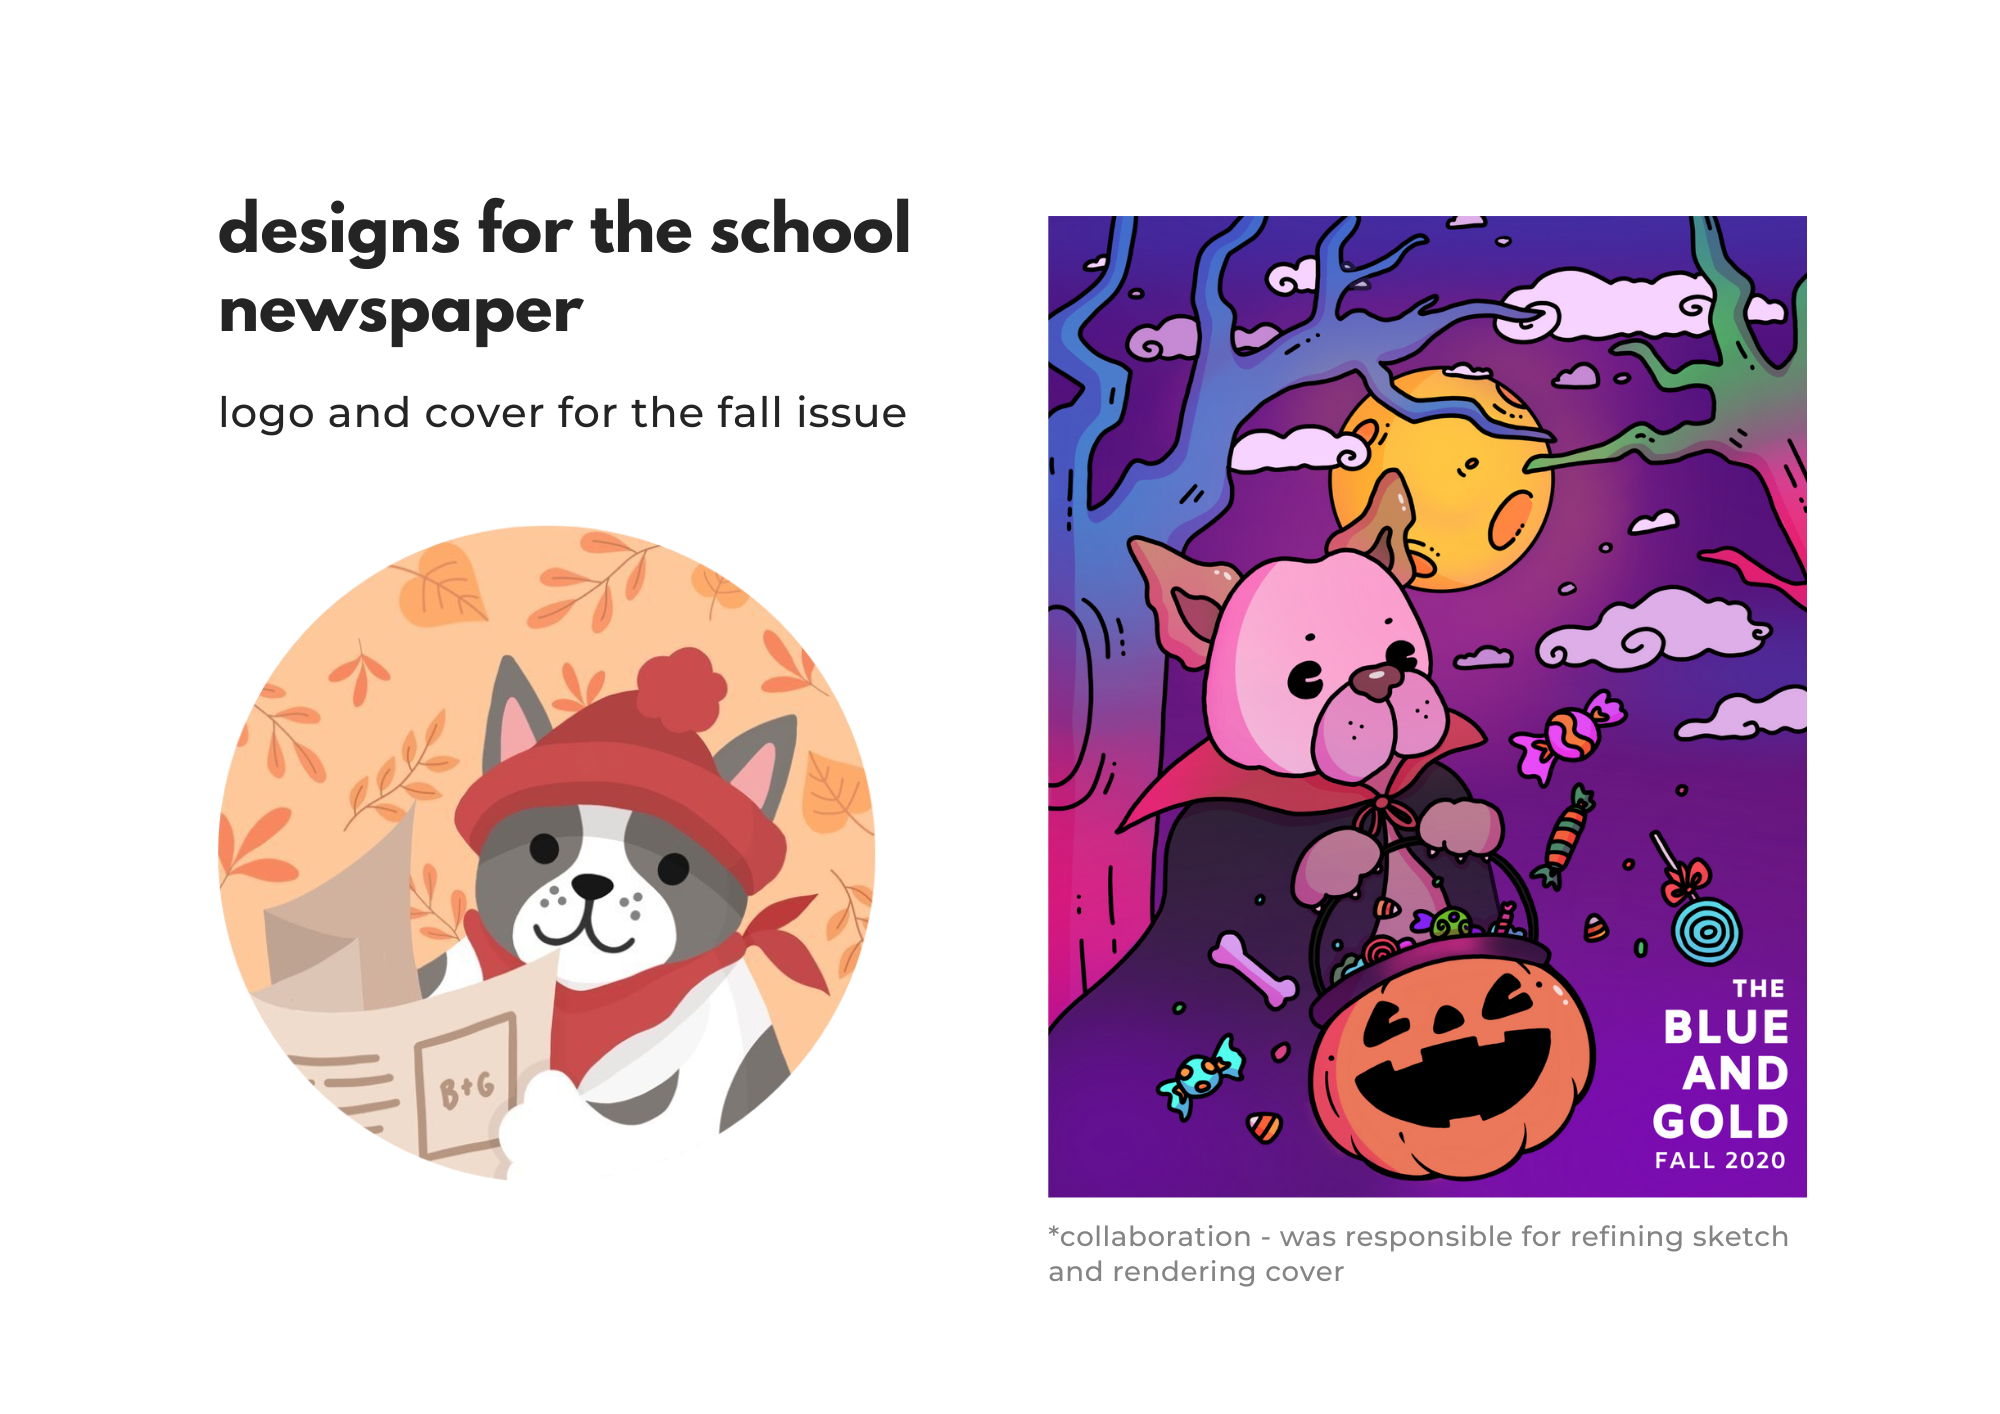 designs for the school
newspaper
logo and cover for the fall issue
B+G
THE
BLUE
AND
GOLD
FALL 2020
*collaboration - was responsible for refining sketch
and rendering cover